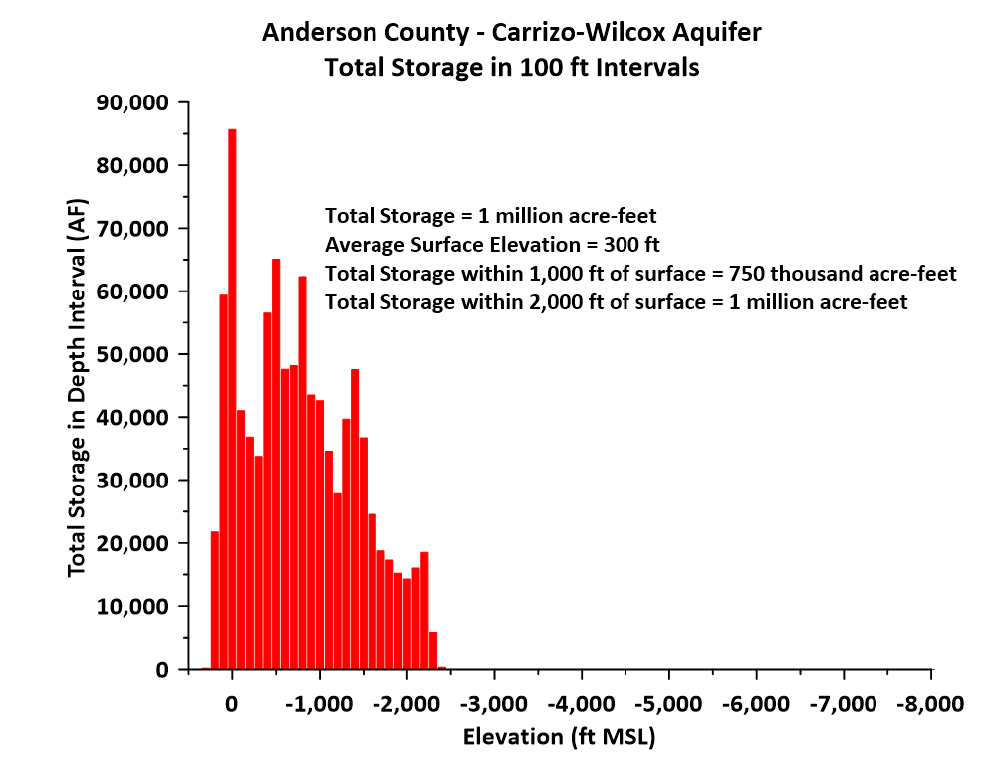 Anderson County - Carrizo-Wilcox Aquifer
Total Storage in 100 ft Intervals
90,000
80,000
70,000
60,000
50,000
40,000
30,000
20,000
10,000
0
Total Storage in Depth Interval (AF)
Total Storage = 1 million acre-feet
Average Surface Elevation = 300 ft
Total Storage within 1,000 ft of surface = 750 thousand acre-feet
Total Storage within 2,000 ft of surface = 1 million acre-feet
0 -1,000 -2,000 -3,000 -4,000 -5,000 -6,000 -7,000 -8,000
Elevation (ft MSL)